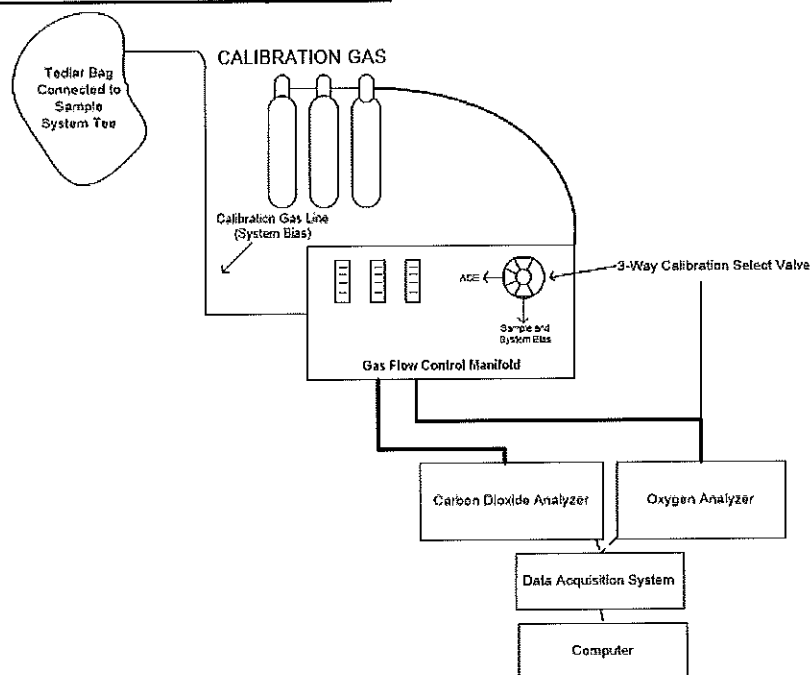 Tedlar Bag
Connected to
Sample
System Tee
CALIBRATION GAS
Calibration Gas Line
(System Bias)
ACE
3-Way Calibration Select Valve
Sample and
System Bias
Gas Flow Control Manifold
Carbon Dioxide Analyzer
Oxygen Analyzer
Data Acquisition System
Computer